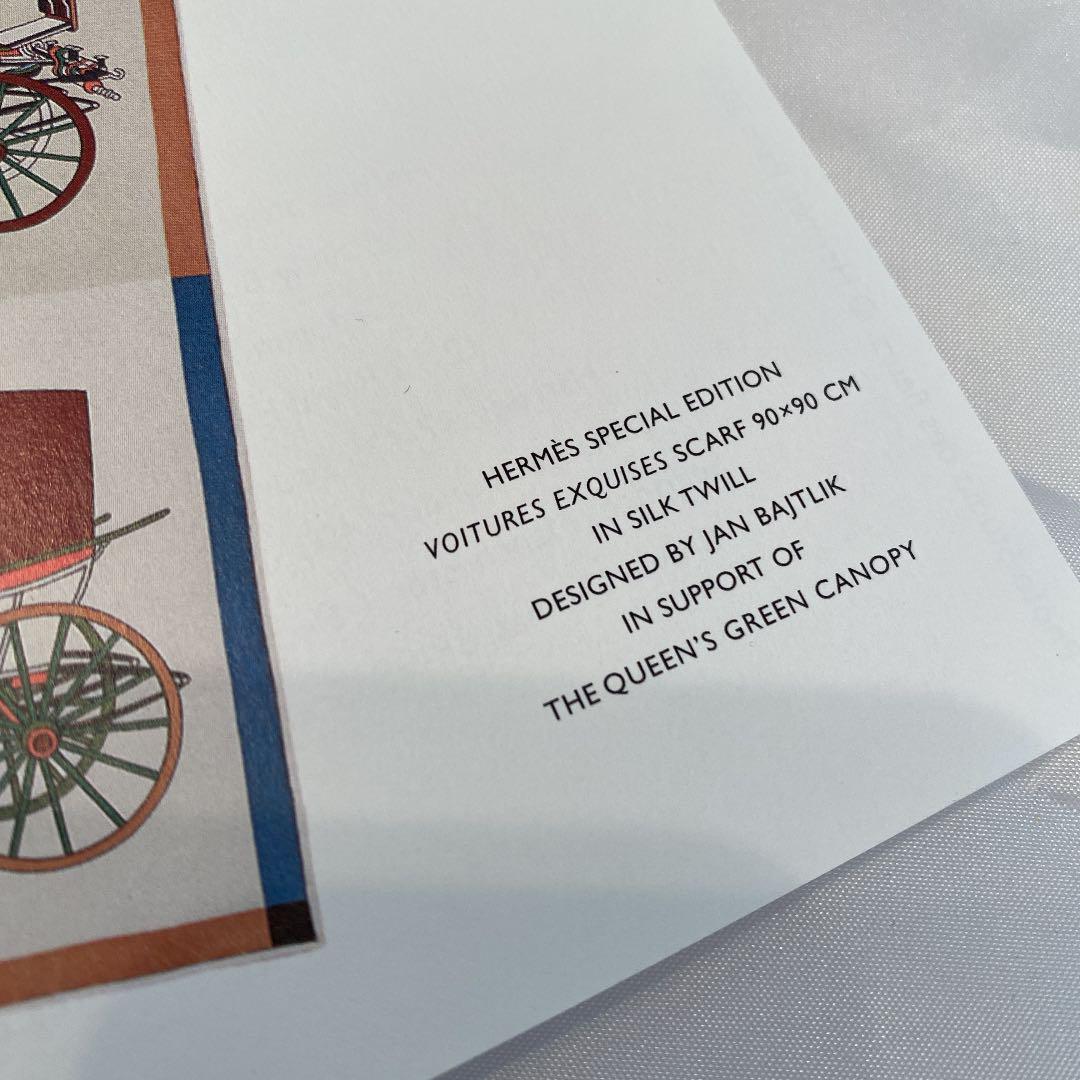 HERMÈS SPECIAL EDITION
VOITURES EXQUISES SCARF 90×90 CM
IN SILK TWILL
DESIGNED BY JAN BAJTLIK
IN SUPPORT OF
THE QUEEN'S GREEN CANOPY